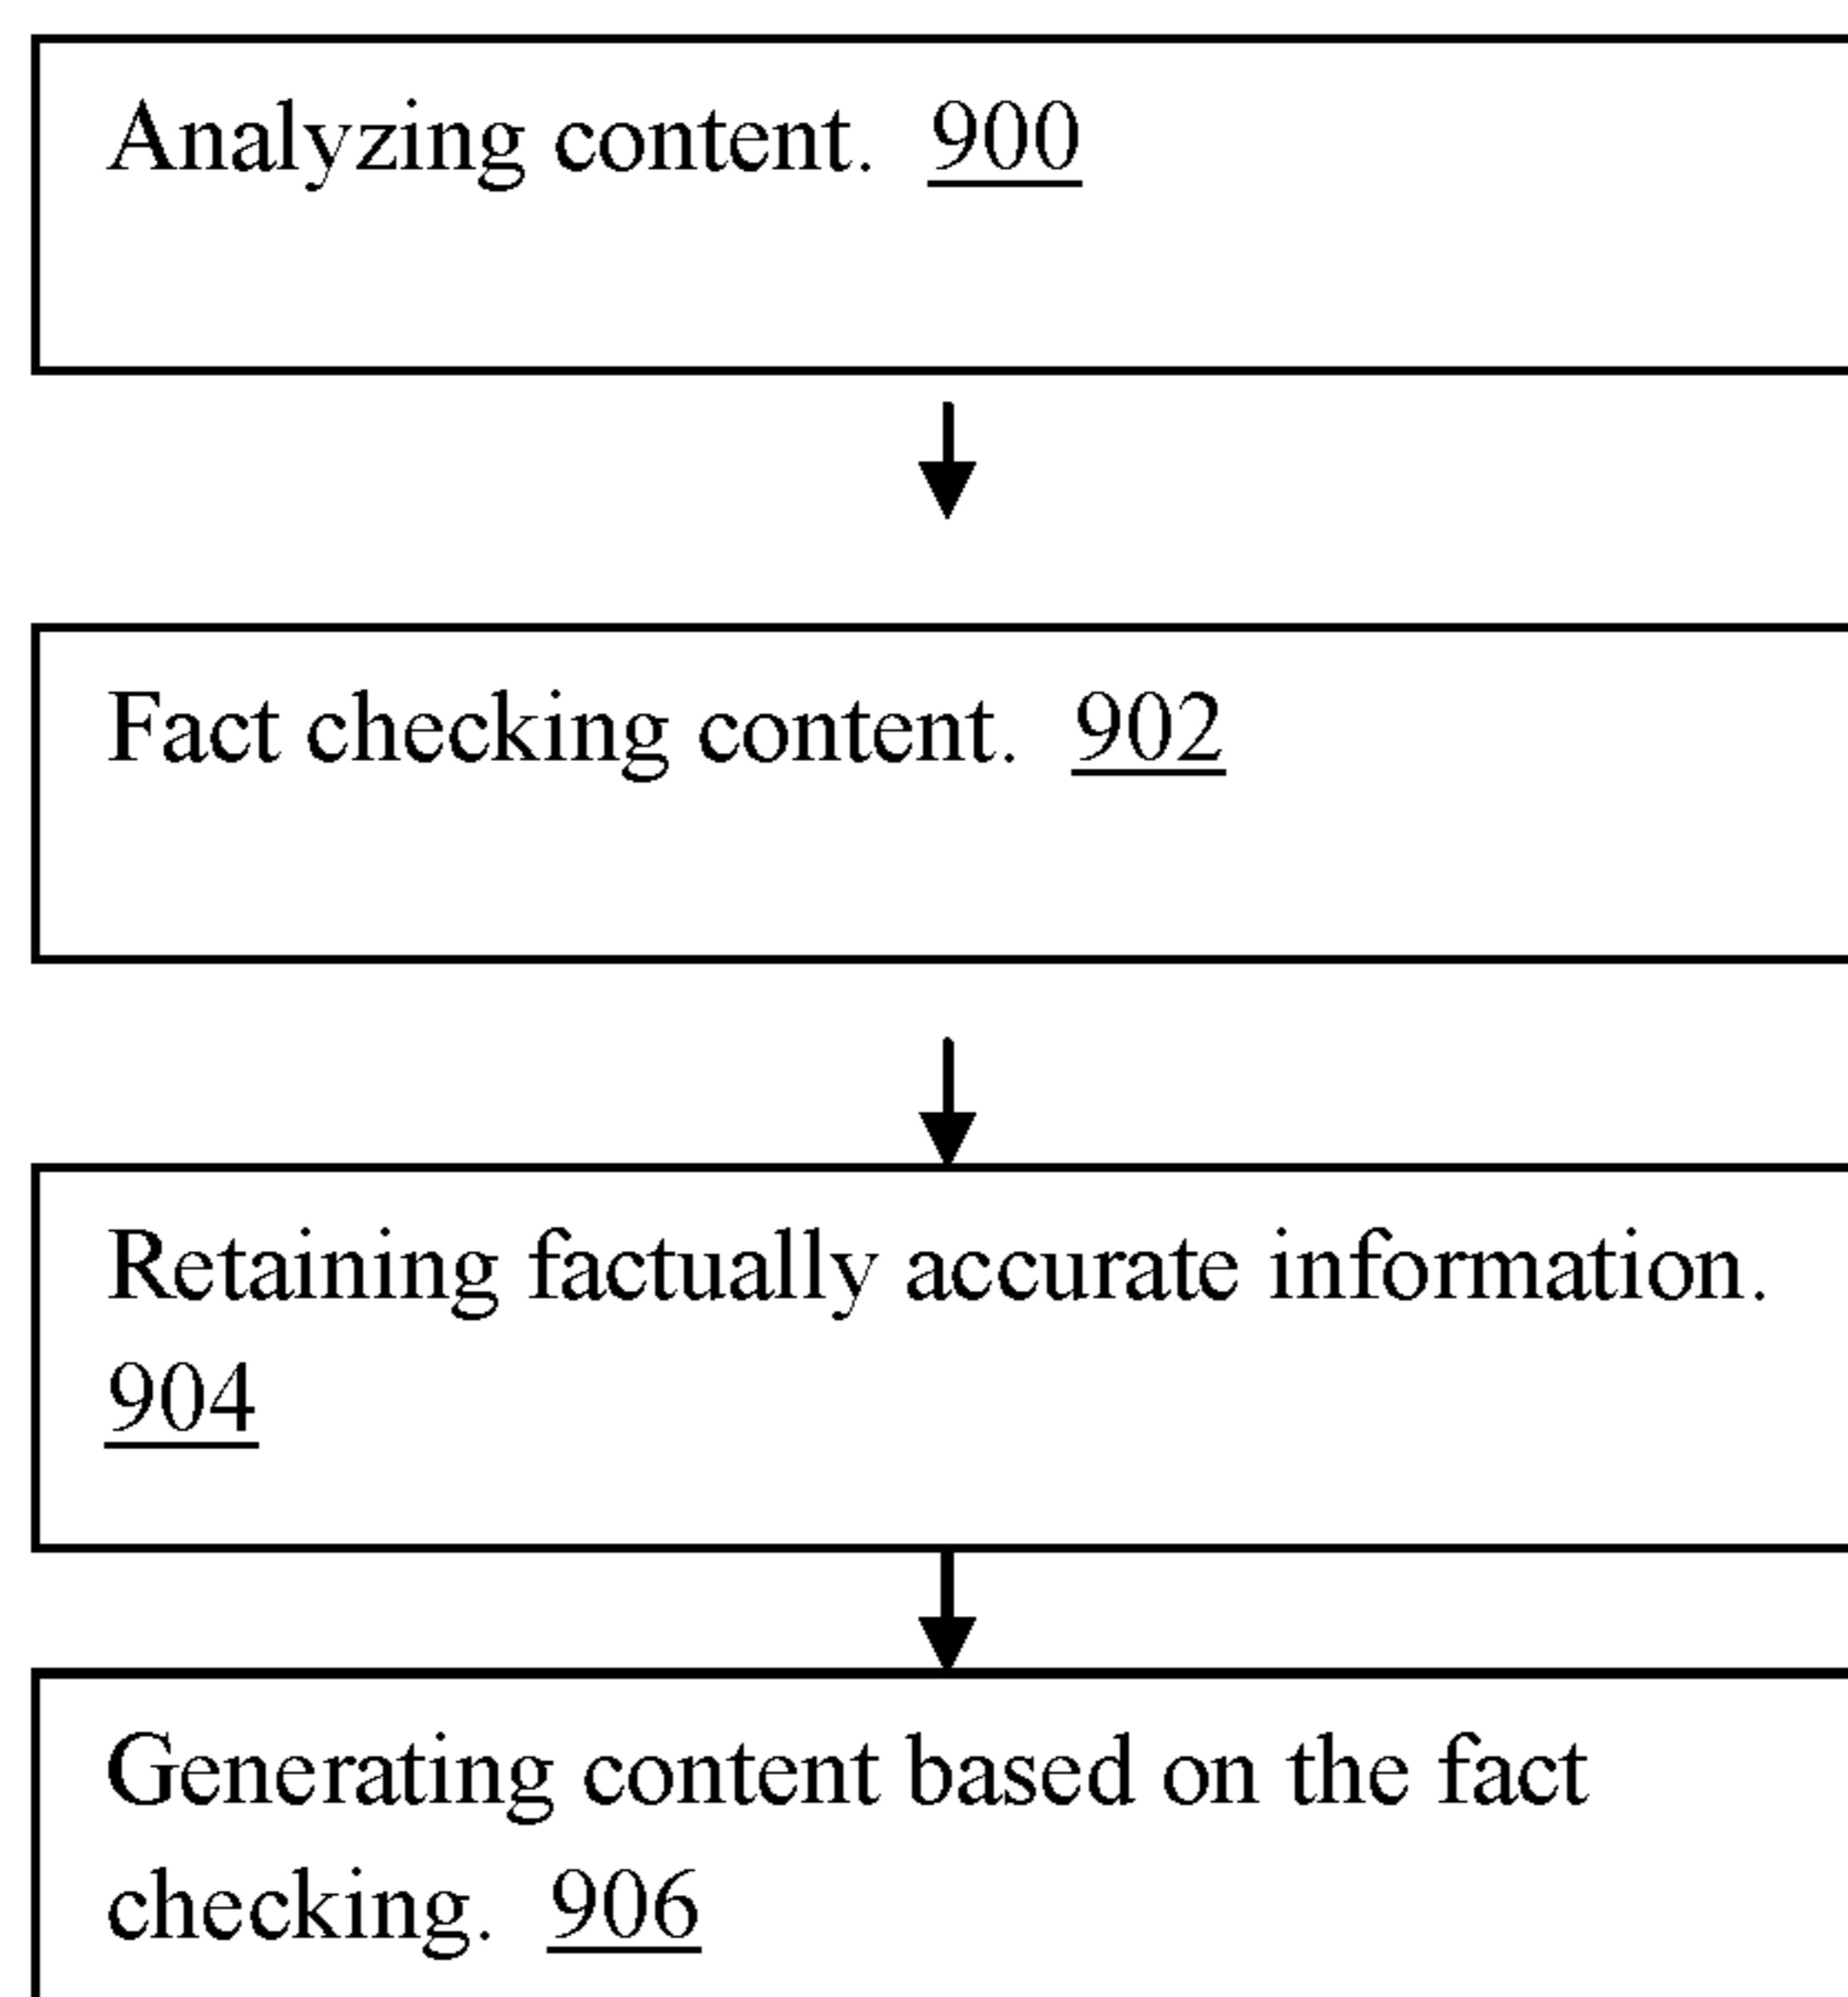 Analyzing content. 900
Fact checking content. 902
Retaining factually accurate information.
904
Generating content based on the fact
checking. 906